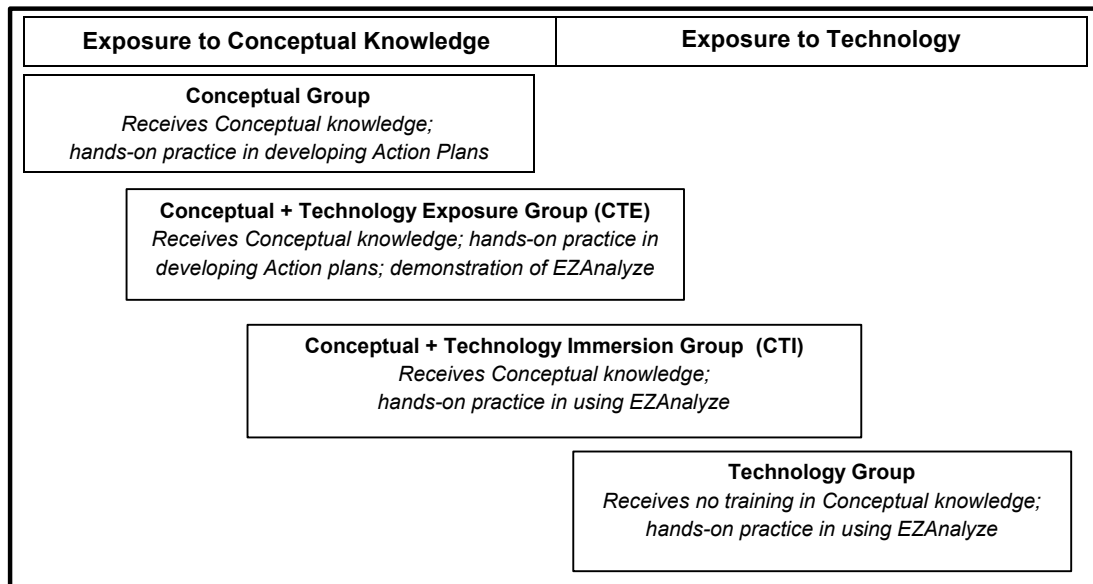 Exposure to Conceptual Knowledge
Exposure to Technology
Conceptual Group
Receives Conceptual knowledge;
hands-on practice in developing Action Plans
Conceptual + Technology Exposure Group (CTE)
Receives Conceptual knowledge; hands-on practice in
developing Action plans; demonstration of EZAnalyze
Conceptual + Technology Immersion Group (CTI)
Receives Conceptual knowledge;
hands-on practice in using EZAnalyze
Technology Group
Receives no training in Conceptual knowledge;
hands-on practice in using EZAnalyze